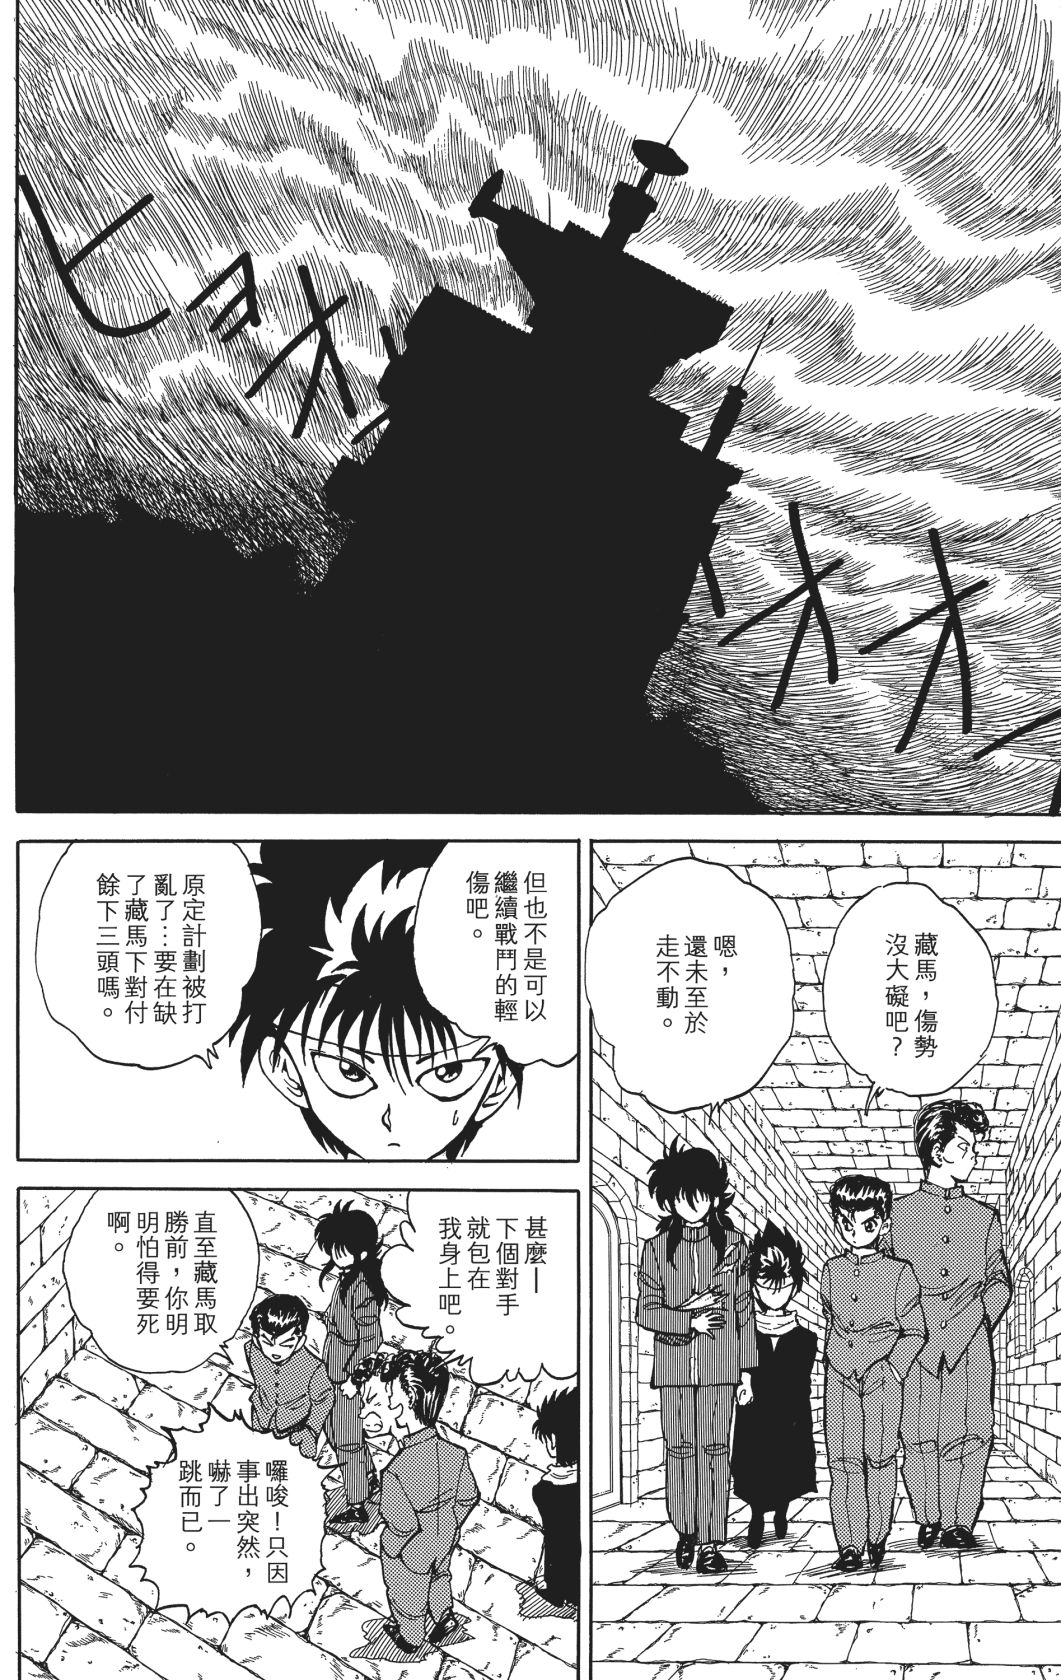 ヒョオ
オオ
藏馬，傷勢
沒大礙吧？
嗯，
還未至於
走不動。
但也不是可以
繼續戰鬥的輕
傷吧。
原定計劃被打
亂了…要在缺
了藏馬下對付
餘下三頭嗎。
甚麼ー
下個對手
就包在
我身上吧。
直至藏馬取
勝前，你明
明怕得要死
啊。
囉唆！只因
事出突然，
嚇了一
跳而已。